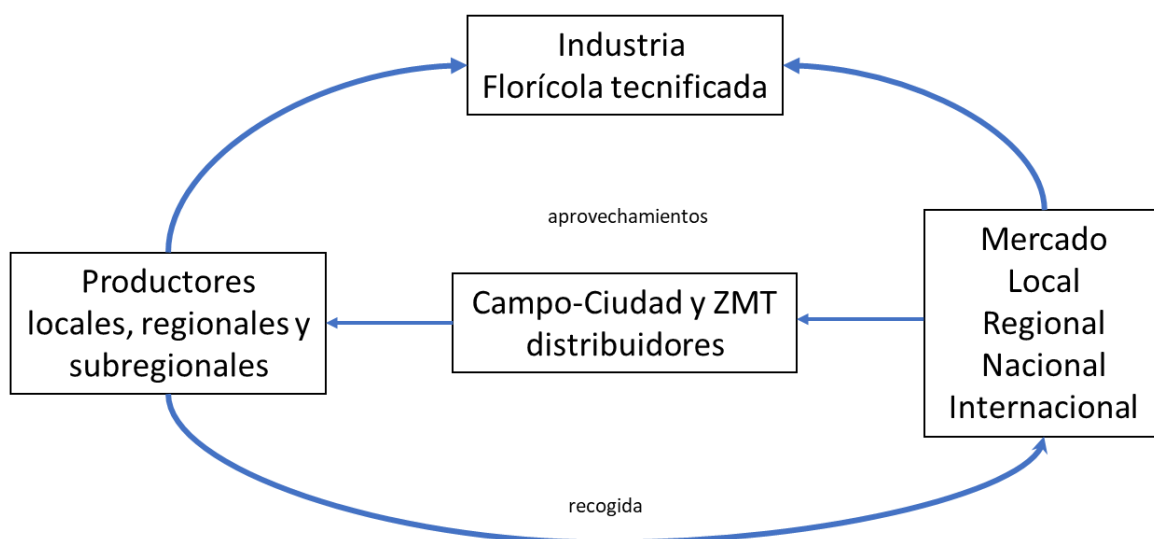 Industria
Florícola tecnificada
aprovechamientos
Productores
locales, regionales y
subregionales
Campo-Ciudad y ZMT
distribuidores
Mercado
Local
Regional
Nacional
Internacional
recogida